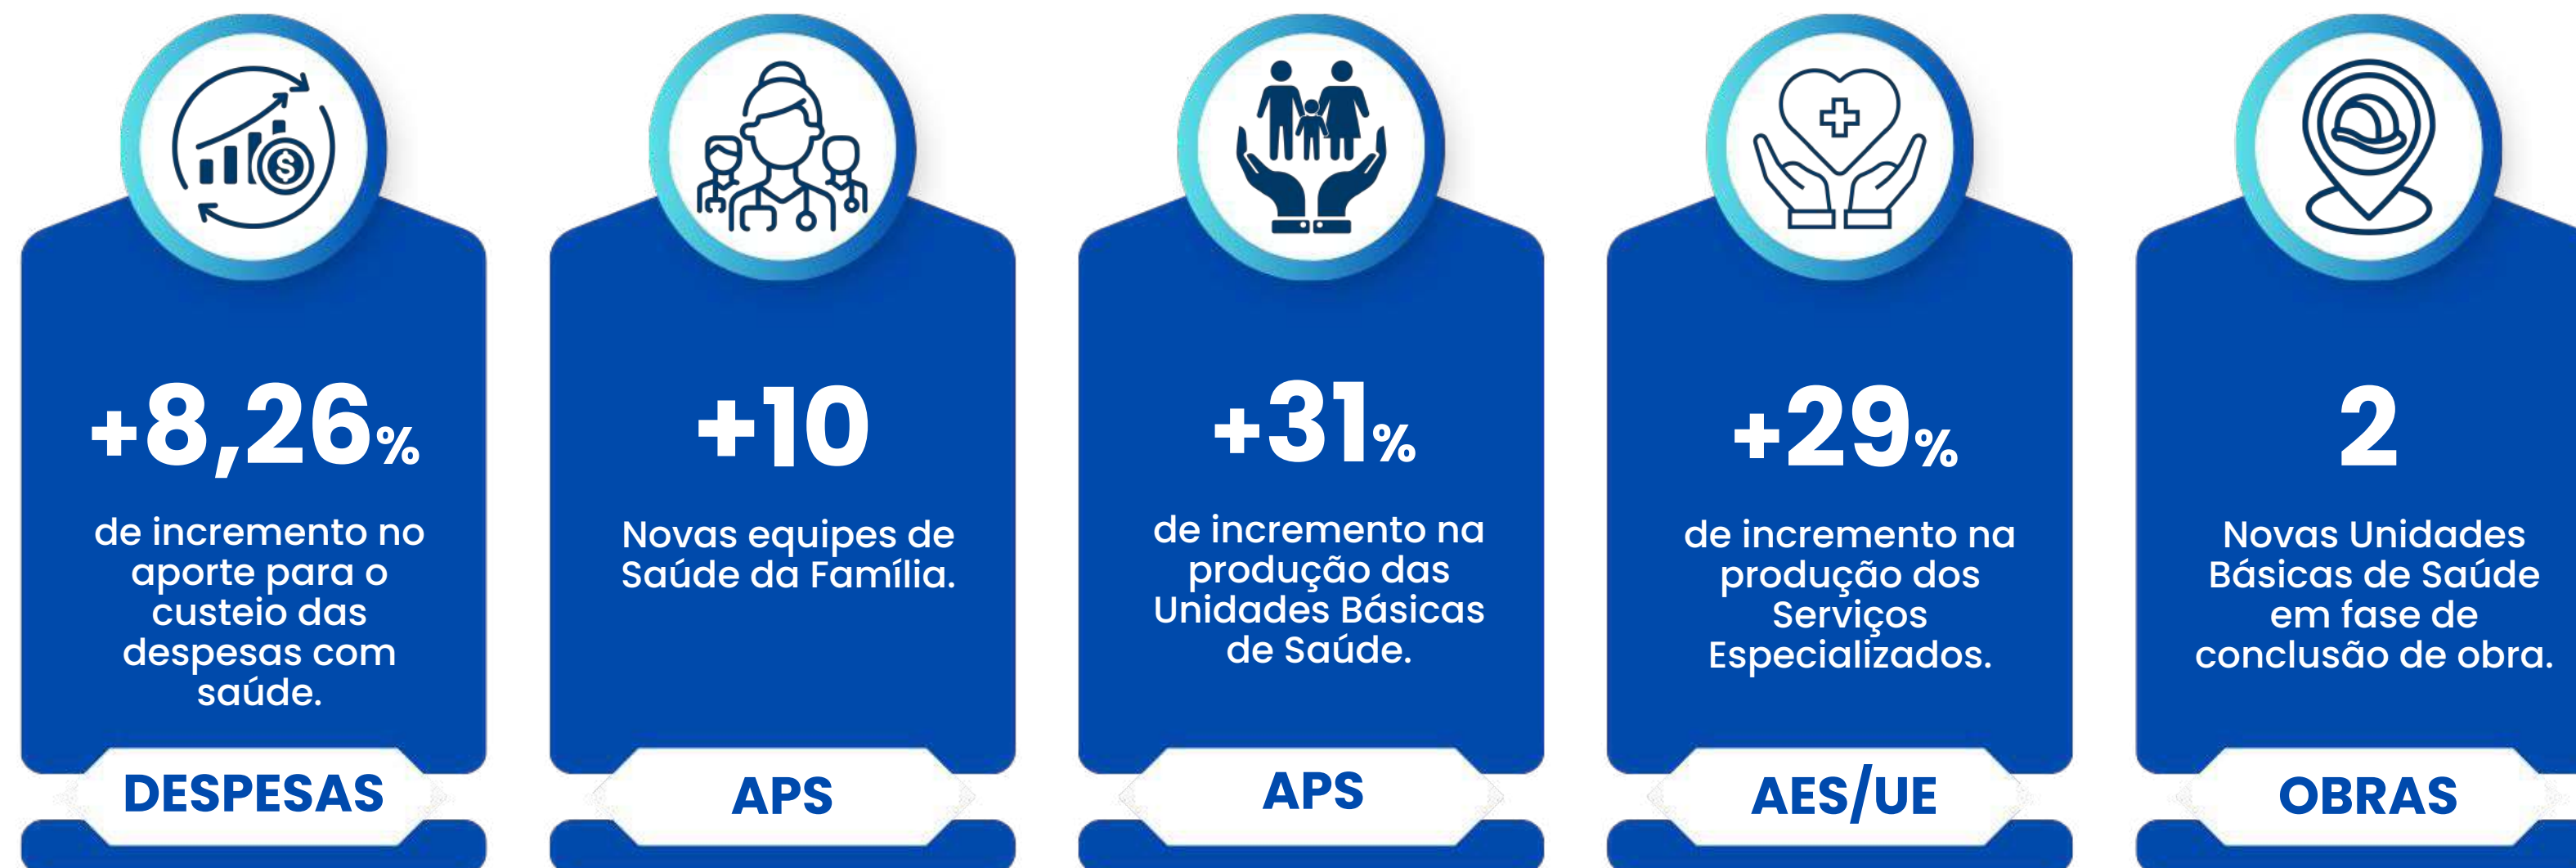 +8,26%
de incremento no
aporte para o
custeio das
despesas com
saúde.
DESPESAS
+10
Novas equipes de
Saúde da Família.
APS
+31%
de incremento na
produção das
Unidades Básicas
de Saúde.
APS
+29%
de incremento na
produção dos
Serviços
Especializados.
AES/UE
2
Novas Unidades
Básicas de Saúde
em fase de
conclusão de obra.
OBRAS